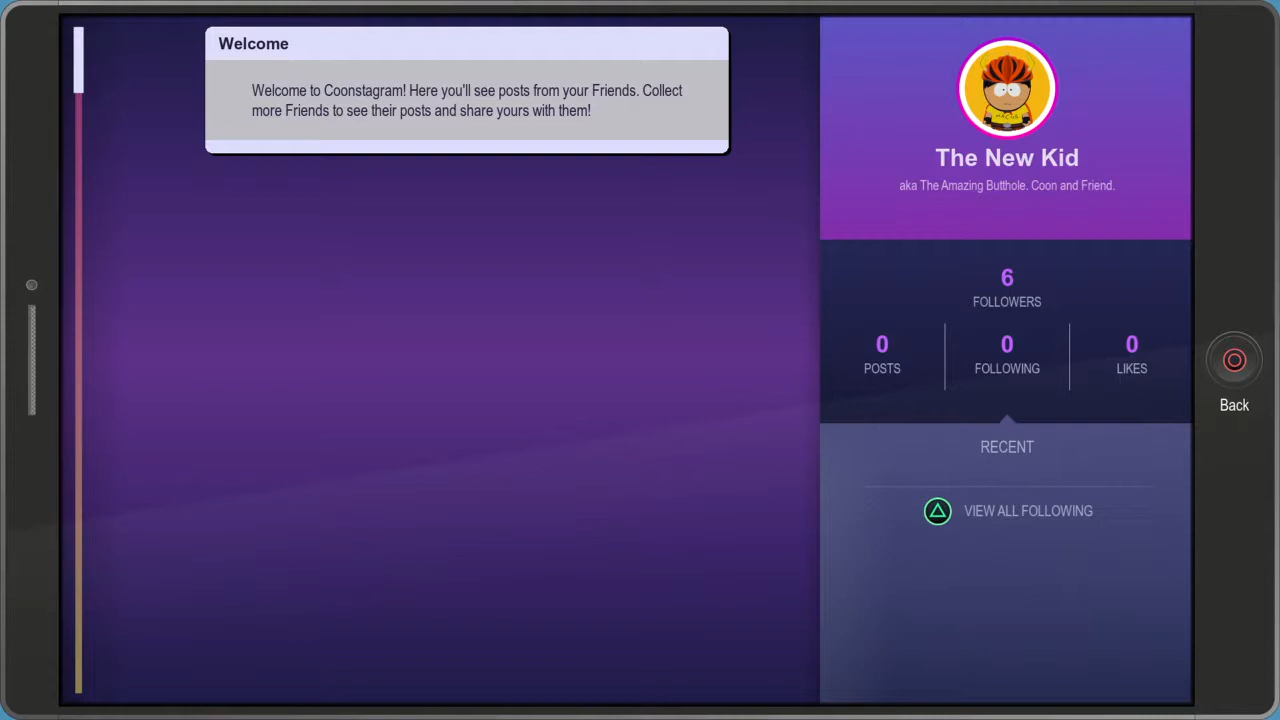 Welcome
Welcome to Coonstagram! Here you'll see posts from your Friends. Collect
more Friends to see their posts and share yours with them!
The New Kid
aka The Amazing Butthole. Coon and Friend.
6
FOLLOWERS
0
POSTS
0
FOLLOWING
0
LIKES
RECENT
VIEW ALL FOLLOWING
Back